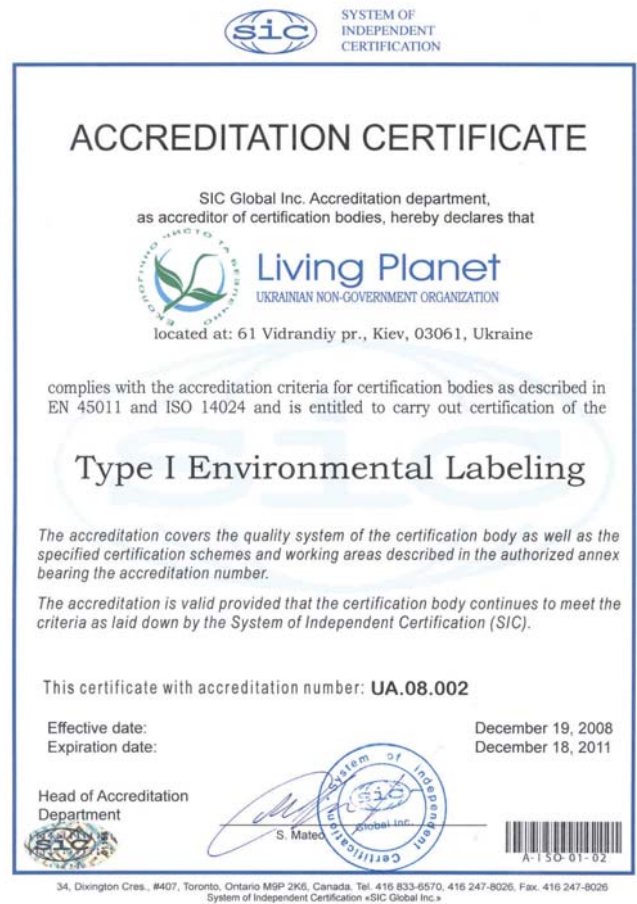 sic
SYSTEM OF
INDEPENDENT
CERTIFICATION
ACCREDITATION CERTIFICATE
SIC Global Inc. Accreditation department,
as accreditor of certification bodies, hereby declares that
ЕКОЛОГІЧНО ЧИСТО ТА БЕЗПЕЧНО
Living Planet
UKRAINIAN NON-GOVERNMENT ORGANIZATION
located at: 61 Vidrandiy pr., Kiev, 03061, Ukraine
complies with the accreditation criteria for certification bodies as described in
EN 45011 and ISO 14024 and is entitled to carry out certification of the
sic
Type I Environmental Labeling
The accreditation covers the quality system of the certification body as well as the
specified certification schemes and working areas described in the authorized annex
bearing the accreditation number.
The accreditation is valid provided that the certification body continues to meet the
criteria as laid down by the System of Independent Certification (SIC).
This certificate with accreditation number: UA.08.002
Effective date: December 19, 2008
Expiration date: December 18, 2011
Head of Accreditation
Department
S. Mateo
System of Independent Certification
sic
Global Inc.
sic
A-ISO-01-02
34, Dixington Cres., #407, Toronto, Ontario M9P 2K6, Canada. Tel. 416 833-6570, 416 247-8026, Fax. 416 247-8026
System of Independent Certification «SIC Global Inc.»